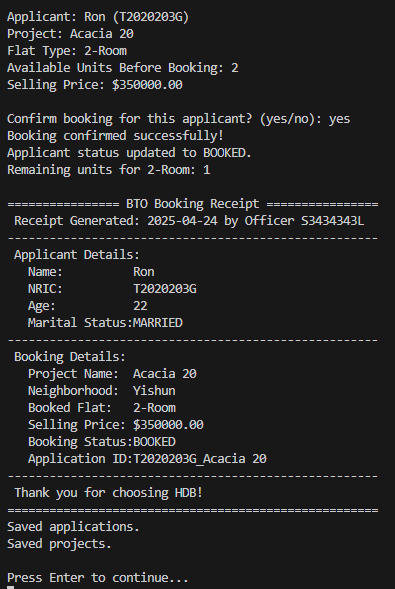 Applicant: Ron (T2020203G)
Project: Acacia 20
Flat Type: 2-Room
Available Units Before Booking: 2
Selling Price: $350000.00

Confirm booking for this applicant? (yes/no): yes
Booking confirmed successfully!
Applicant status updated to BOOKED.
Remaining units for 2-Room: 1

================ BTO Booking Receipt ================
 Receipt Generated: 2025-04-24 by Officer S3434343L
-----------------------------------------------------
 Applicant Details:
   Name:          Ron
   NRIC:          T2020203G
   Age:           22
   Marital Status:MARRIED
-----------------------------------------------------
 Booking Details:
   Project Name:  Acacia 20
   Neighborhood:  Yishun
   Booked Flat:   2-Room
   Selling Price: $350000.00
   Booking Status:BOOKED
   Application ID:T2020203G_Acacia 20
-----------------------------------------------------
 Thank you for choosing HDB!
=====================================================
Saved applications.
Saved projects.

Press Enter to continue...